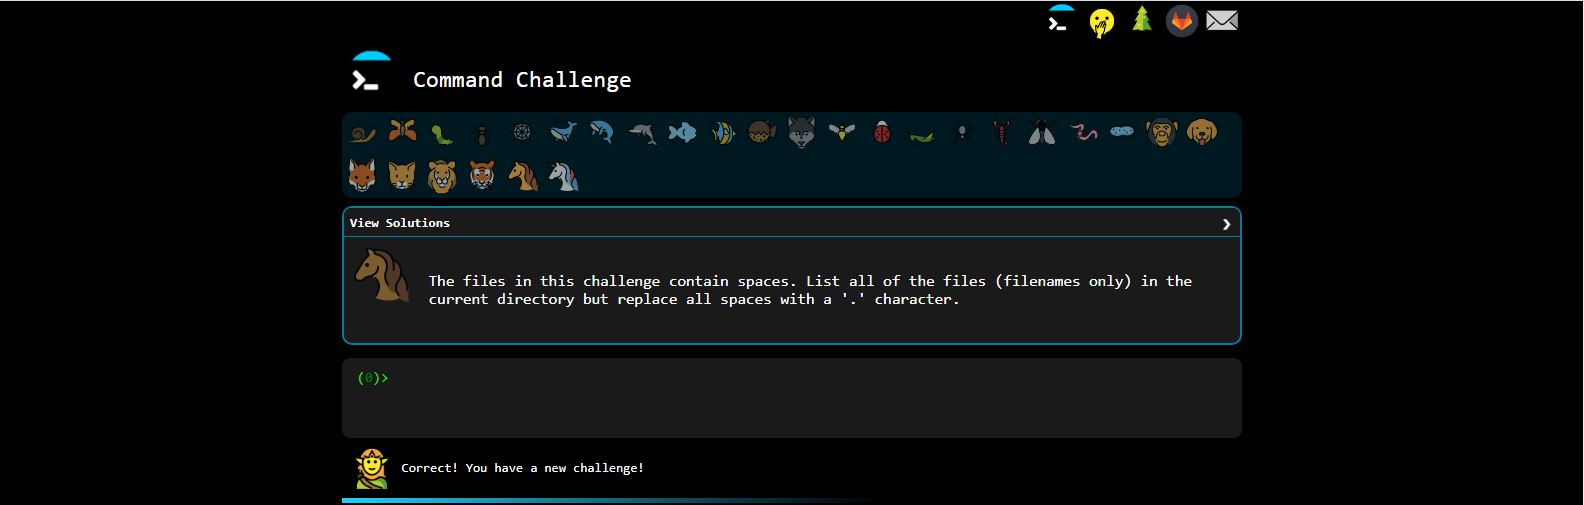 Command Challenge
View Solutions
The files in this challenge contain spaces. List all of the files (filenames only) in the
current directory but replace all spaces with a '.' character.
(0)>
Correct! You have a new challenge!